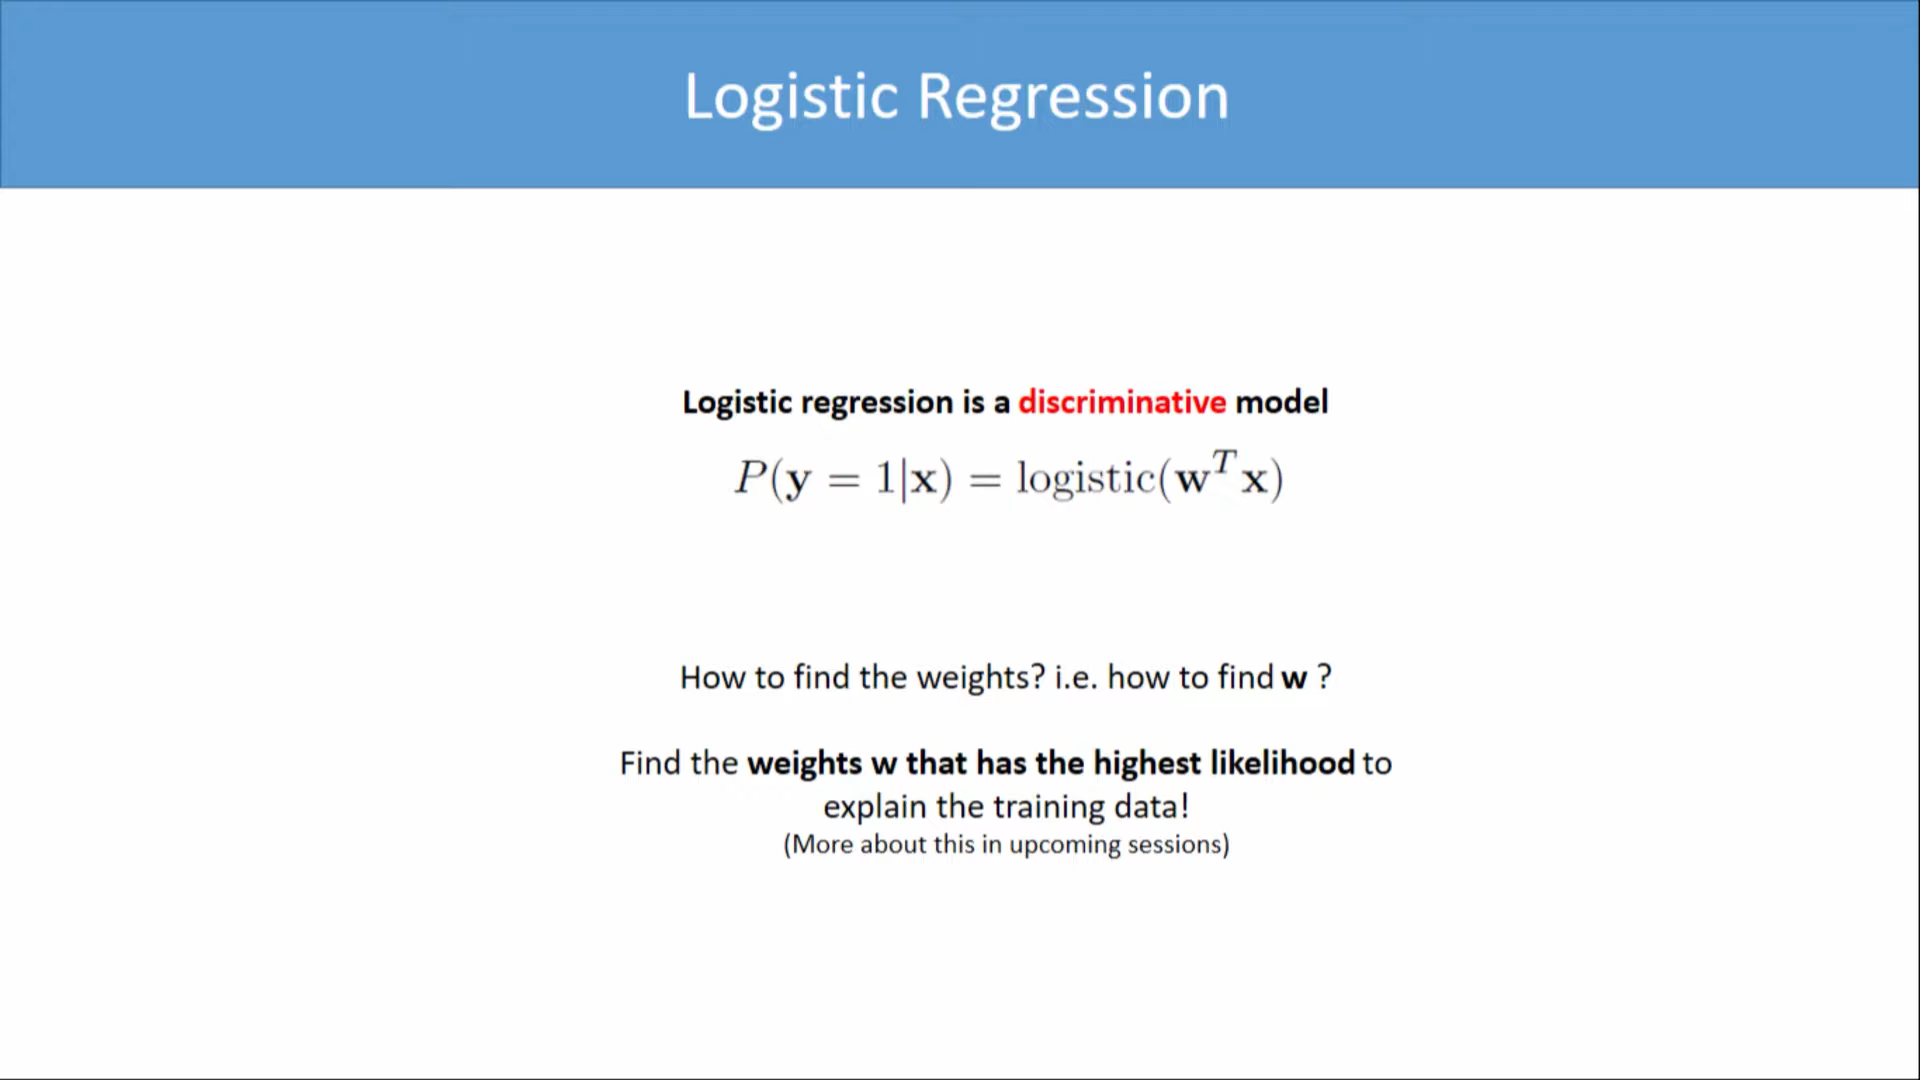 Logistic Regression
Logistic regression is a discriminative model
P(y = 1|x) = logistic(w^T x)
How to find the weights? i.e. how to find w ?
Find the weights w that has the highest likelihood to
explain the training data!
(More about this in upcoming sessions)